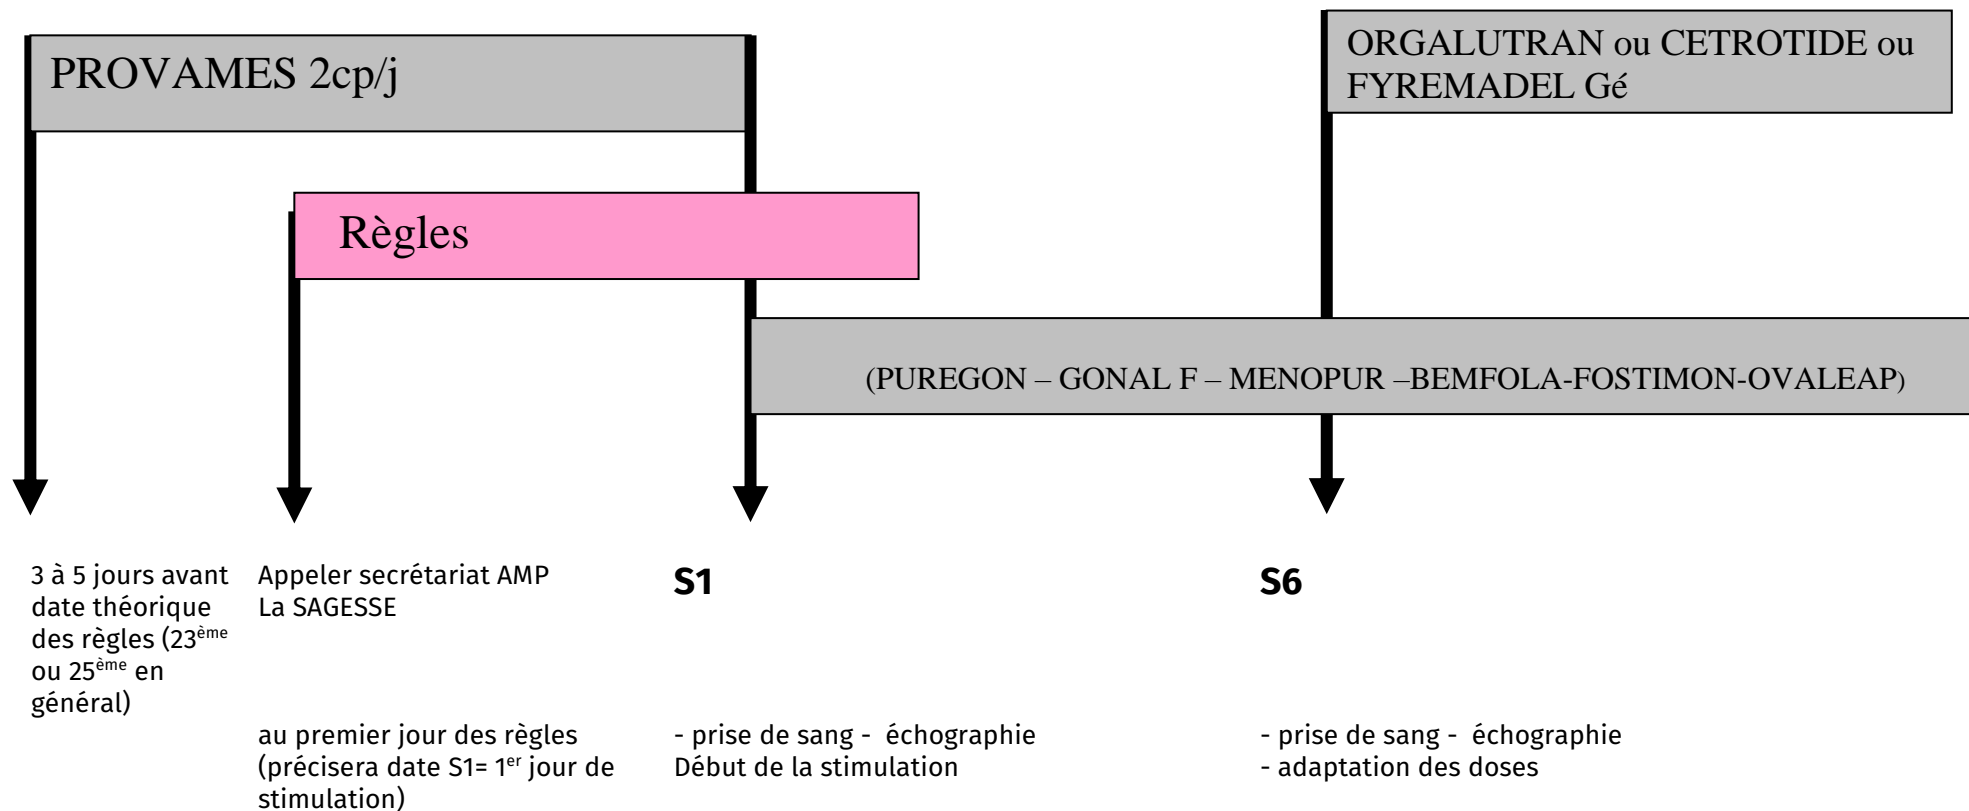 PROVAMES 2cp/j
ORGALUTRAN ou CETROTIDE ou
FYREMADEL Gé
Règles
(PUREGON – GONAL F – MENOPUR –BEMFOLA-FOSTIMON-OVALEAP)
3 à 5 jours avant
date théorique
des règles (23ème
ou 25ème en
général)
Appeler secrétariat AMP
La SAGESSE
au premier jour des règles
(précisera date S1= 1er jour de
stimulation)
S1
- prise de sang - échographie
Début de la stimulation
S6
- prise de sang - échographie
- adaptation des doses